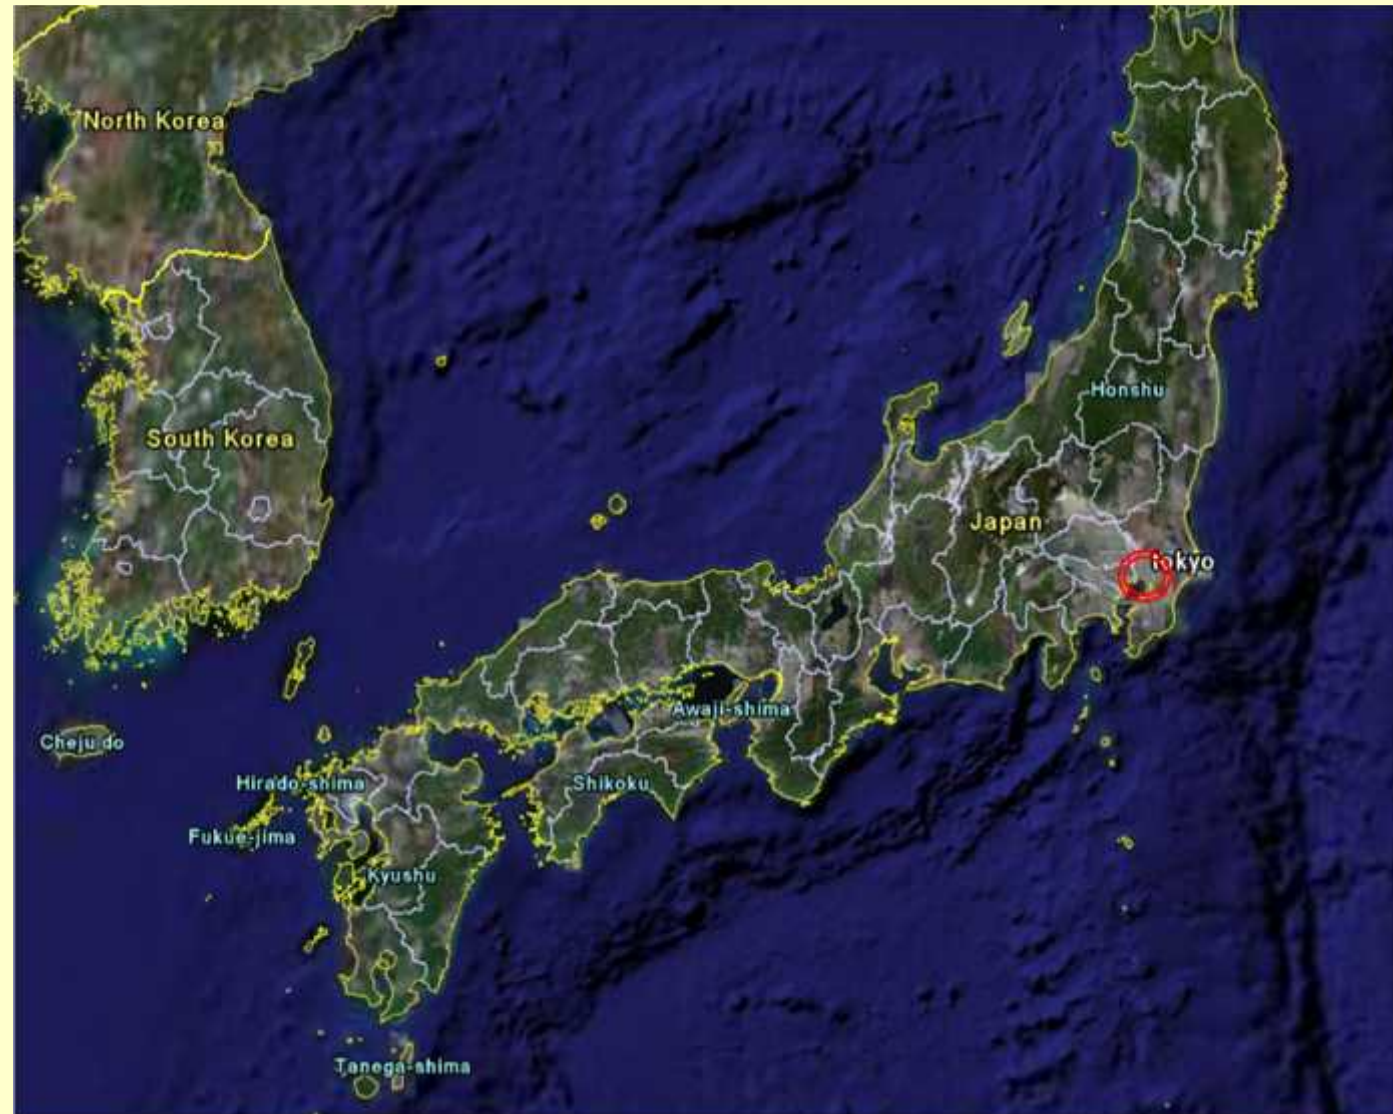 North Korea
South Korea
Honshu
Japan
tokyo
Awaji-shima
Cheju do
Hirado-shima
Shikoku
Fukue-jima
Kyushu
Tanega-shima